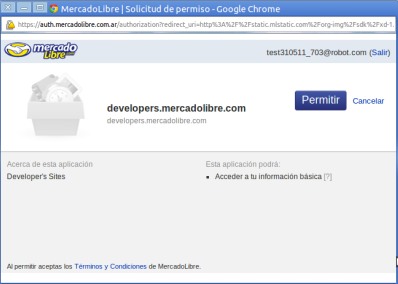 MercadoLibre | Solicitud de permiso - Google Chrome
https://auth.mercadolibre.com.ar/authorization?redirect_uri=http%3A%2F%2Fstatic.mlstatic.com%2Forg-img%2Fsdk%2Fxd-1.
mercado
libre.com
test310511_703@robot.com (Salir)
developers.mercadolibre.com
developers.mercadolibre.com
Permitir Cancelar
Acerca de esta aplicación
Developer's Sites
Esta aplicación podrá:
Acceder a tu información básica [?]
Al permitir aceptas los Términos y Condiciones de MercadoLibre.